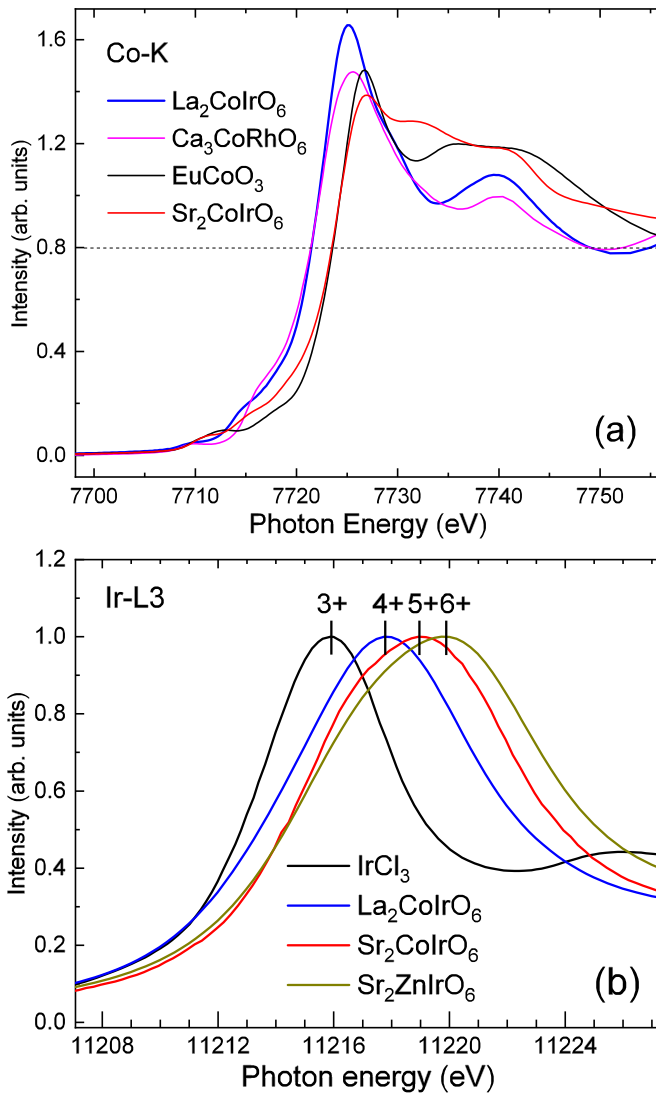 1.6
Co-K
La₂CoIrO₆
Ca₃CoRhO₆
EuCoO₃
Sr₂CoIrO₆
1.2
0.8
0.4
0.0
Intensity (arb. units)
(a)
7700 7710 7720 7730 7740 7750
Photon Energy (eV)
1.2
Ir-L3
3+ 4+ 5+ 6+
1.0
0.8
0.6
0.4
0.2
0.0
Intensity (arb. units)
IrCl₃
La₂CoIrO₆
Sr₂CoIrO₆
Sr₂ZnIrO₆
(b)
11208 11212 11216 11220 11224
Photon energy (eV)